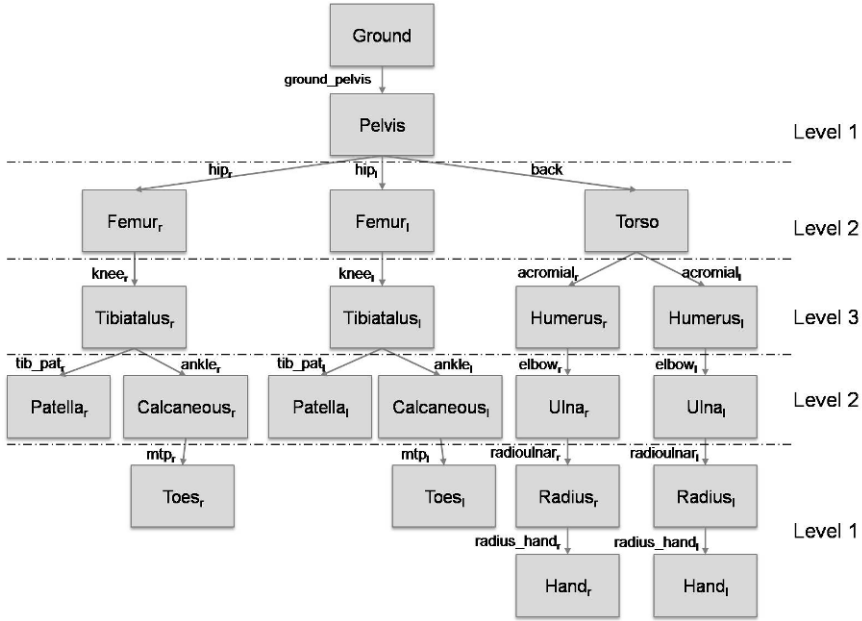 Ground
ground_pelvis
Pelvis
Level 1
hipr
hipl
back
Femurr
Femurl
Torso
Level 2
kneer
kneel
acromialr
acromiall
Tibiatalusr
Tibiatalusl
Humerusr
Humerusl
Level 3
tib_patr
ankler
tib_patl
anklel
elbowr
elbowl
Patellar
Calcaneousr
Patellal
Calcaneousl
Ulnar
Ulnal
Level 2
mtpr
mtpl
radioulnarr
radioulnarl
Toesr
Toesl
Radiusr
Radiusl
Level 1
radius_handr
radius_handl
Handr
Handl